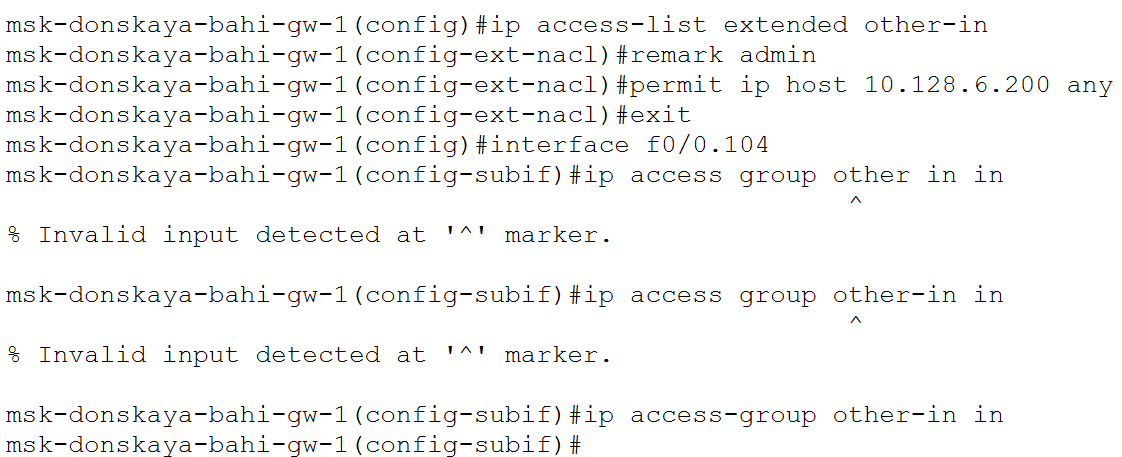 msk-donskaya-bahi-gw-1(config)#ip access-list extended other-in
msk-donskaya-bahi-gw-1(config-ext-nacl)#remark admin
msk-donskaya-bahi-gw-1(config-ext-nacl)#permit ip host 10.128.6.200 any
msk-donskaya-bahi-gw-1(config-ext-nacl)#exit
msk-donskaya-bahi-gw-1(config)#interface f0/0.104
msk-donskaya-bahi-gw-1(config-subif)#ip access group other in in
^
% Invalid input detected at '^' marker.
msk-donskaya-bahi-gw-1(config-subif)#ip access group other-in in
^
% Invalid input detected at '^' marker.
msk-donskaya-bahi-gw-1(config-subif)#ip access-group other-in in
msk-donskaya-bahi-gw-1(config-subif)#